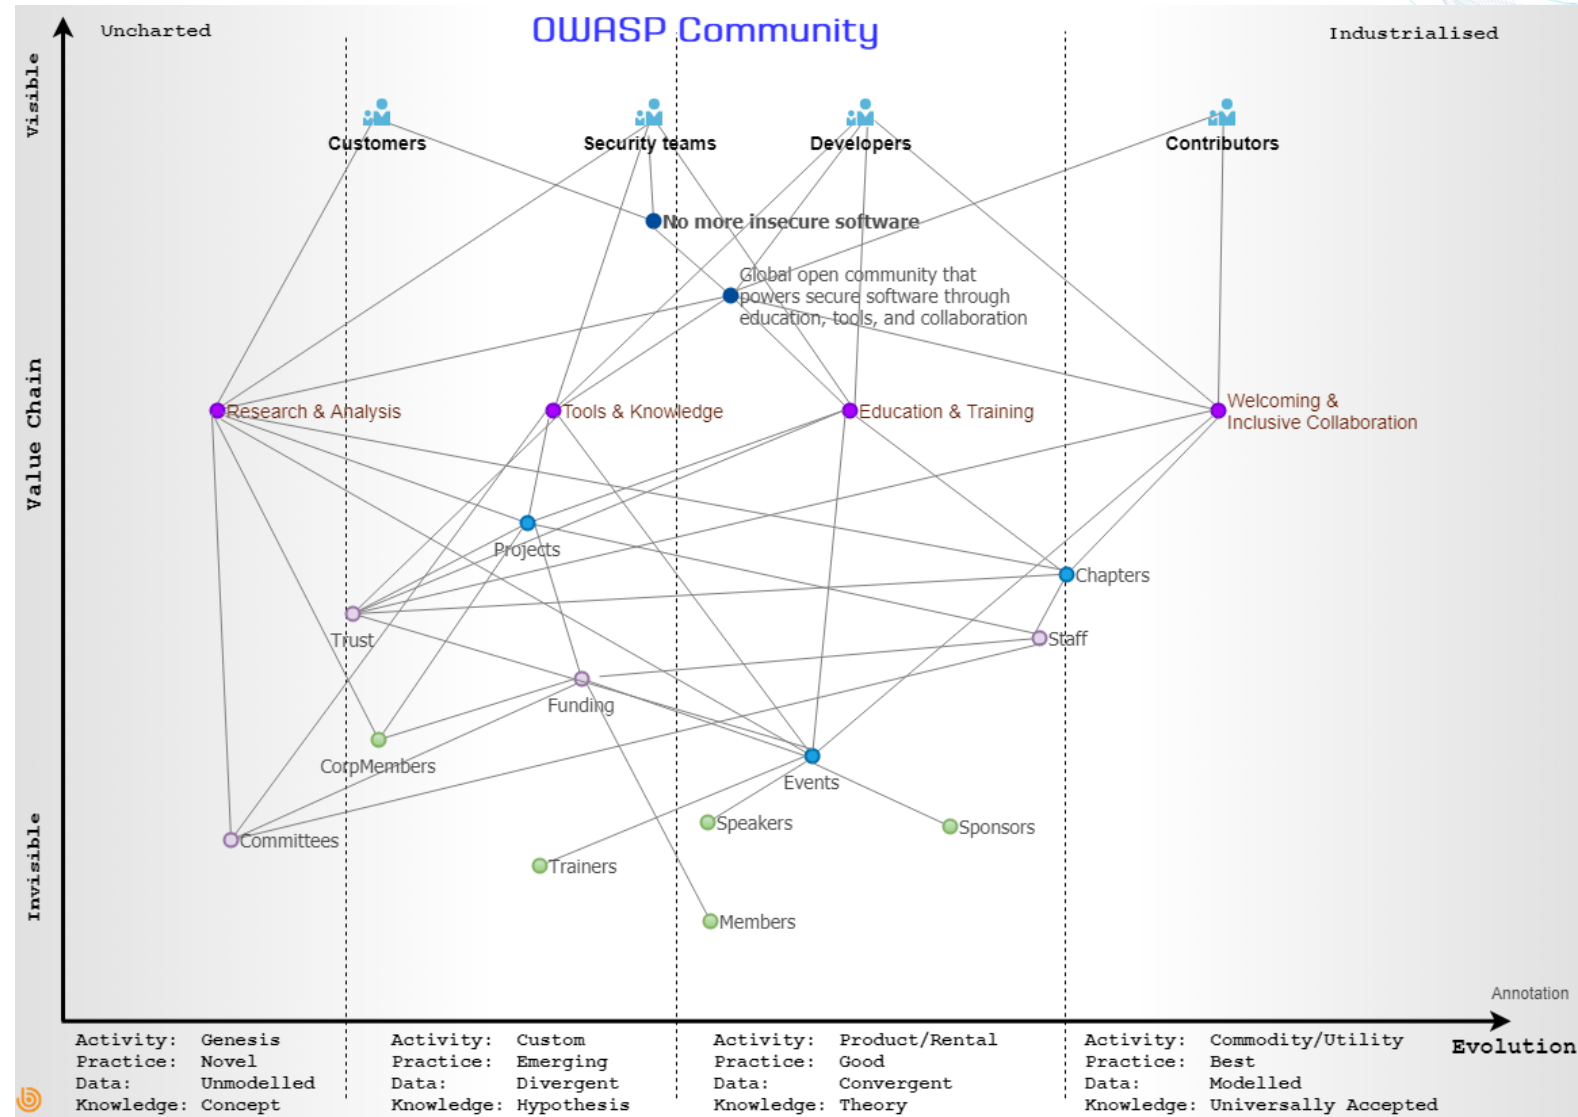 OWASP Community
Uncharted
Industrialised
Visible
Value Chain
Invisible
Customers
Security teams
Developers
Contributors
No more insecure software
Global open community that
powers secure software through
education, tools, and collaboration
Research & Analysis
Tools & Knowledge
Education & Training
Welcoming &
Inclusive Collaboration
Projects
Chapters
Trust
Staff
Funding
CorpMembers
Events
Committees
Speakers
Sponsors
Trainers
Members
Annotation
Evolution
Activity: Genesis
Practice: Novel
Data: Unmodelled
Knowledge: Concept
Activity: Custom
Practice: Emerging
Data: Divergent
Knowledge: Hypothesis
Activity: Product/Rental
Practice: Good
Data: Convergent
Knowledge: Theory
Activity: Commodity/Utility
Practice: Best
Data: Modelled
Knowledge: Universally Accepted